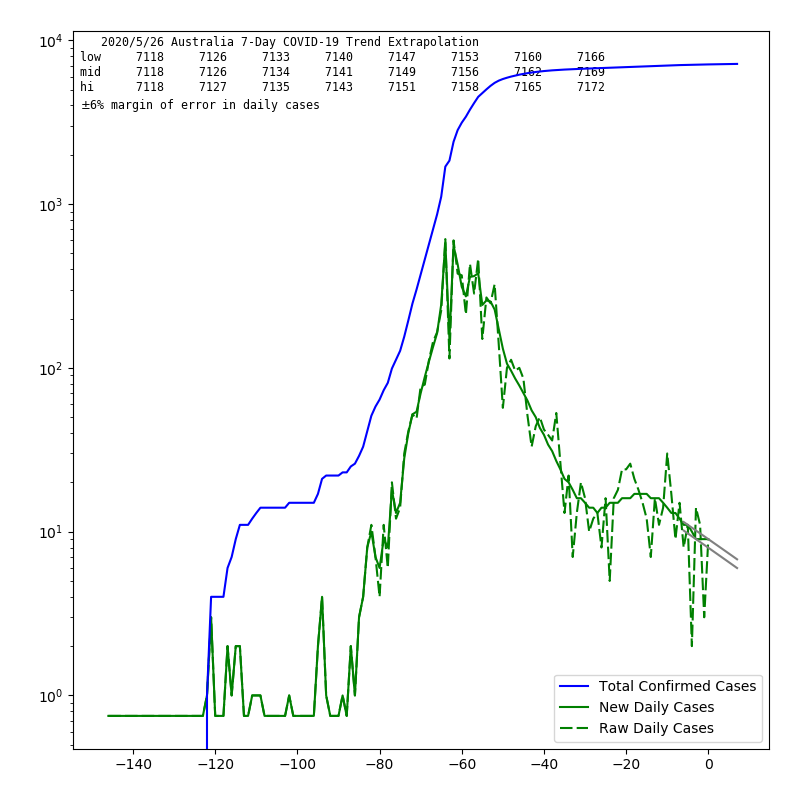 2020/5/26 Australia 7-Day COVID-19 Trend Extrapolation
low 7118 7126 7133 7140 7147 7153 7160 7166
mid 7118 7126 7134 7141 7149 7156 7162 7169
hi 7118 7127 7135 7143 7151 7158 7165 7172
±6% margin of error in daily cases
10⁴
10³
10²
10¹
10⁰
Total Confirmed Cases
New Daily Cases
Raw Daily Cases
−140 −120 −100 −80 −60 −40 −20 0